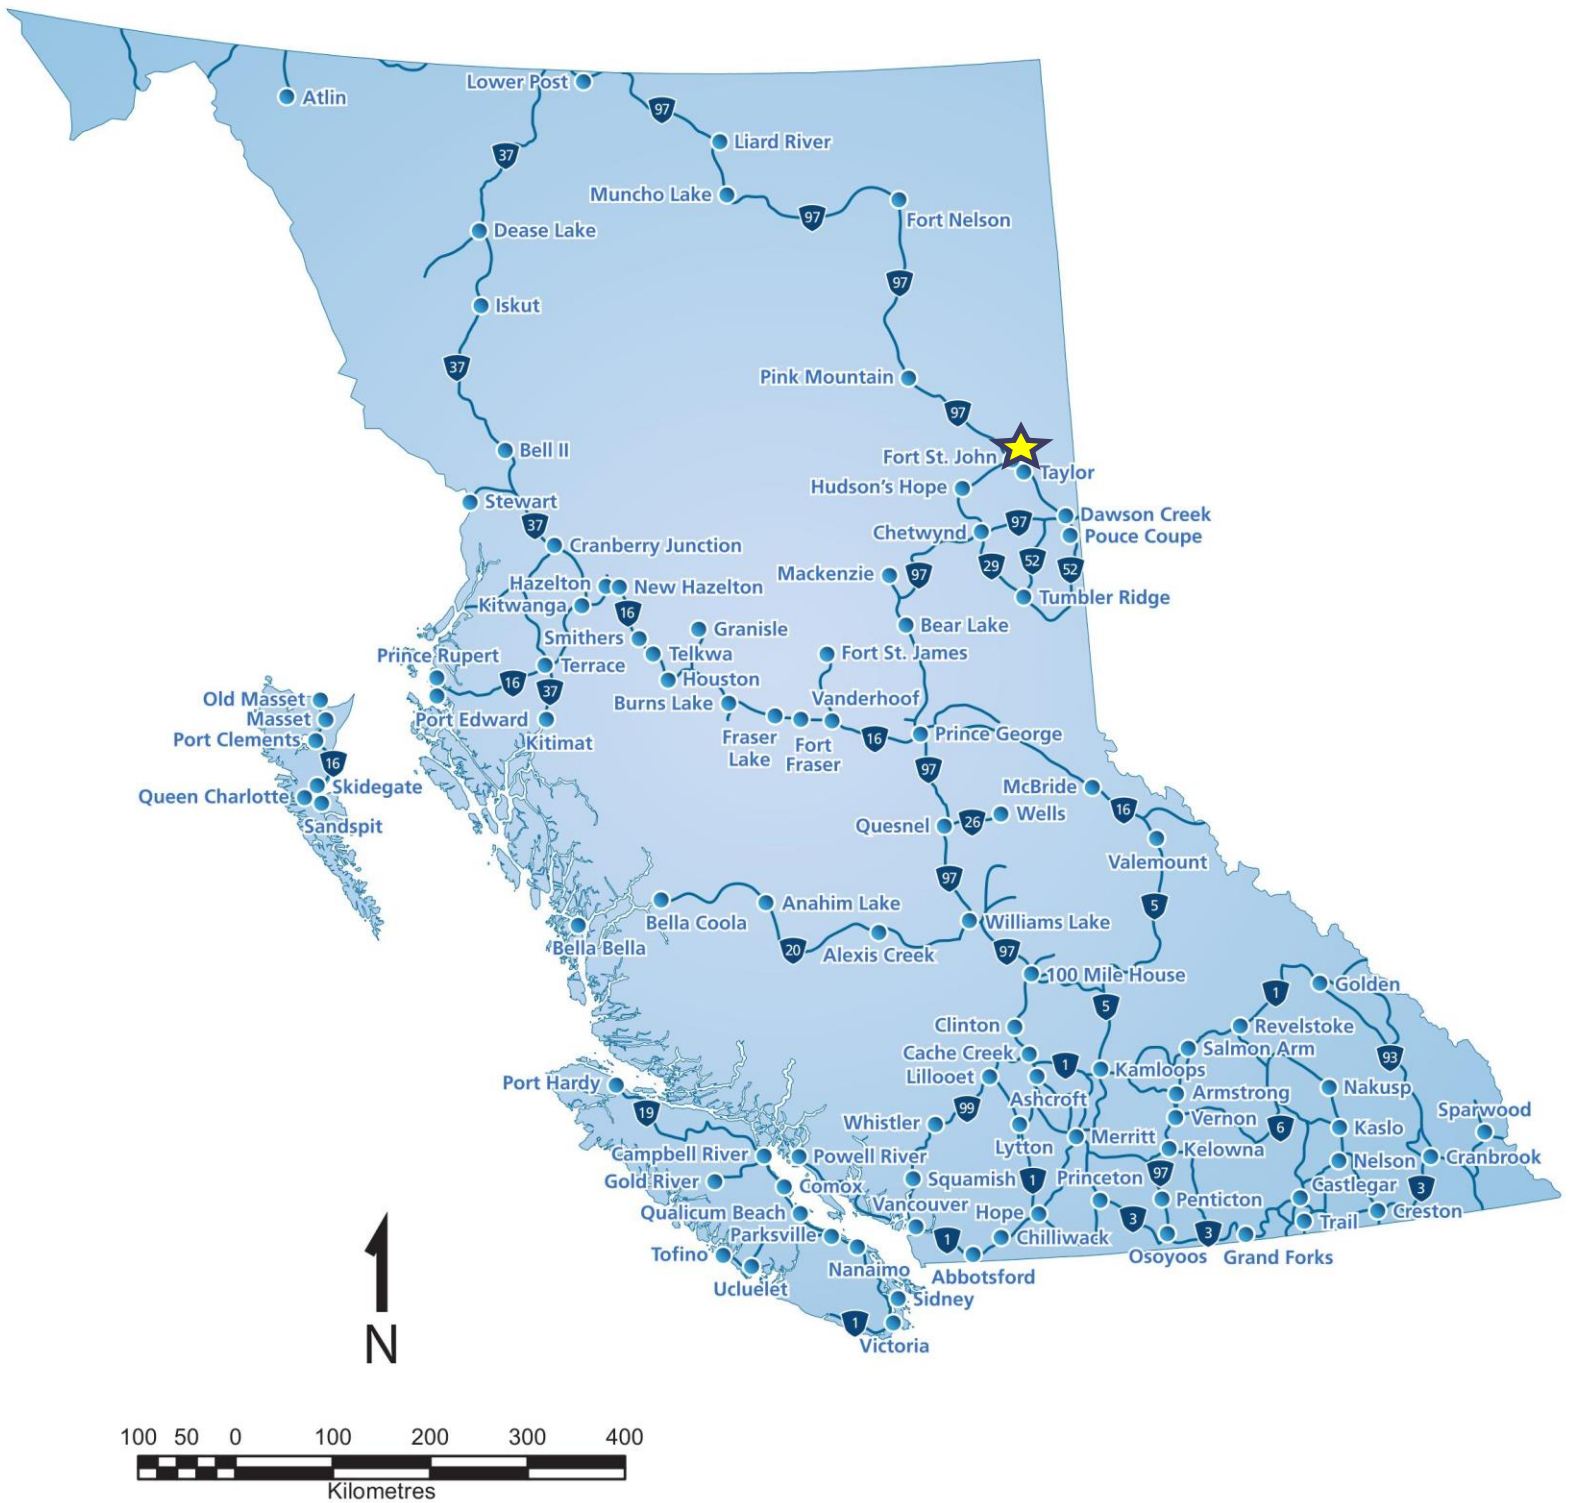 Lower Post
97
Atlin
Liard River
37
Muncho Lake
97
Fort Nelson
Dease Lake
97
Iskut
37
Pink Mountain
97
Bell II
Fort St. John
Taylor
Hudson's Hope
Stewart
37
97
Dawson Creek
Chetwynd
Pouce Coupe
Cranberry Junction
29
52
52
Mackenzie
97
Hazelton
New Hazelton
Tumbler Ridge
Kitwanga
16
Bear Lake
Granisle
Smithers
Fort St. James
Telkwa
Prince Rupert
Terrace
Houston
16
37
Vanderhoof
Old Masset
Burns Lake
Masset
Port Edward
Prince George
Port Clements
Kitimat
Fraser
Lake
Fort
Fraser
16
16
97
Skidegate
McBride
Queen Charlotte
16
Wells
26
Sandspit
Quesnel
Valemount
97
5
Anahim Lake
Bella Coola
Williams Lake
Bella Bella
20
Alexis Creek
97
100 Mile House
Golden
1
5
Clinton
Revelstoke
Cache Creek
Salmon Arm
93
1
Kamloops
Lillooet
Port Hardy
Nakusp
Armstrong
Ashcroft
99
19
Sparwood
Whistler
Vernon
6
Kaslo
Merritt
Lytton
Kelowna
Campbell River
Powell River
Nelson
Cranbrook
97
Gold River
Squamish
1
Princeton
Castlegar
3
Comox
Penticton
Vancouver
Qualicum Beach
Hope
Creston
3
Trail
Parksville
1
Chilliwack
3
Tofino
Osoyoos
Grand Forks
Nanaimo
Abbotsford
Ucluelet
Sidney
1
Victoria
N
100 50 0 100 200 300 400
Kilometres